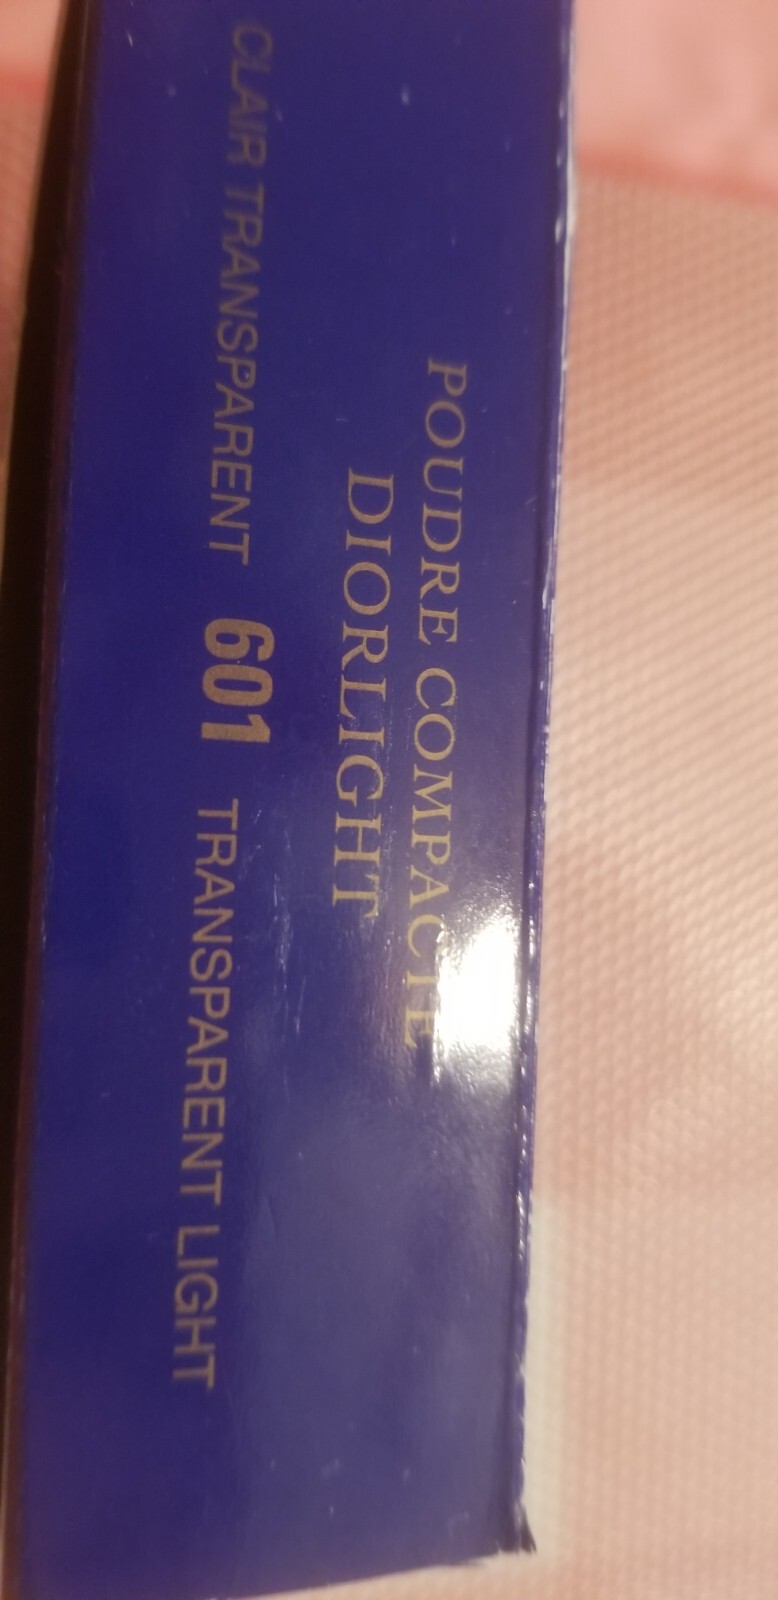 POUDRE COMPACTE
DIORLIGHT
CLAIR TRANSPARENT 601 TRANSPARENT LIGHT